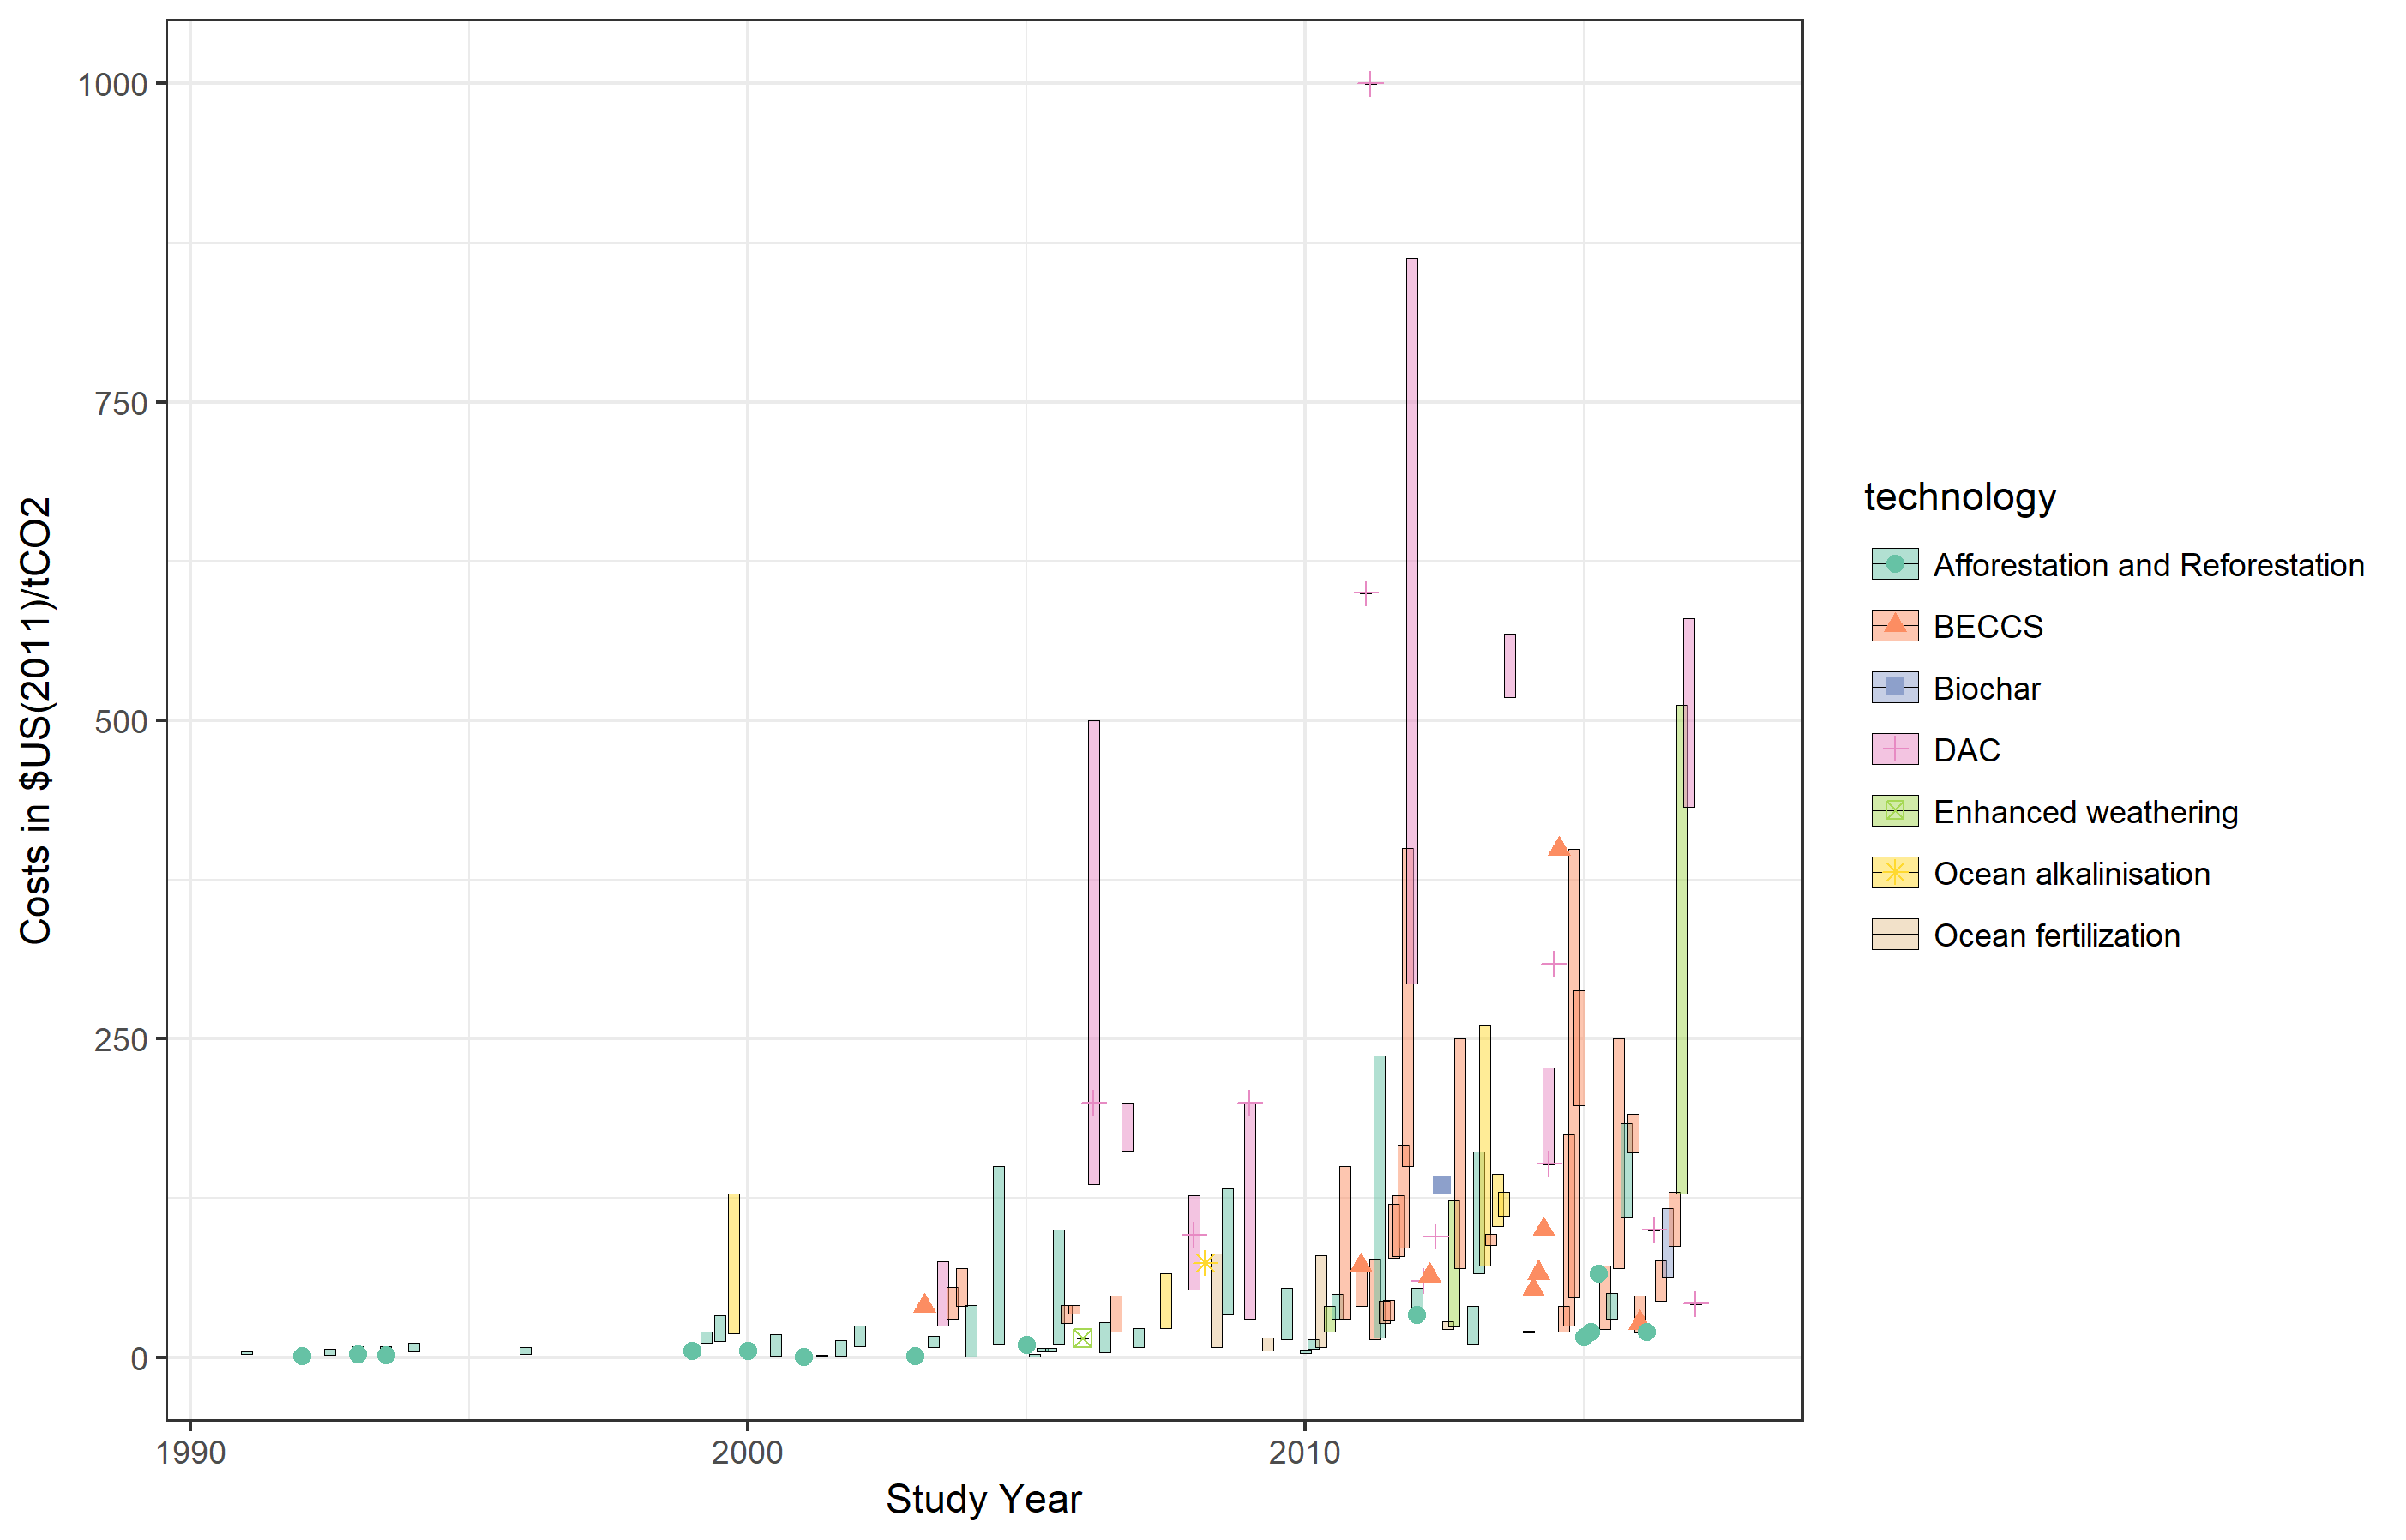 Costs in $US(2011)/tCO2
1000
750
500
250
0
1990
2000
2010
Study Year
technology
Afforestation and Reforestation
BECCS
Biochar
DAC
Enhanced weathering
Ocean alkalinisation
Ocean fertilization